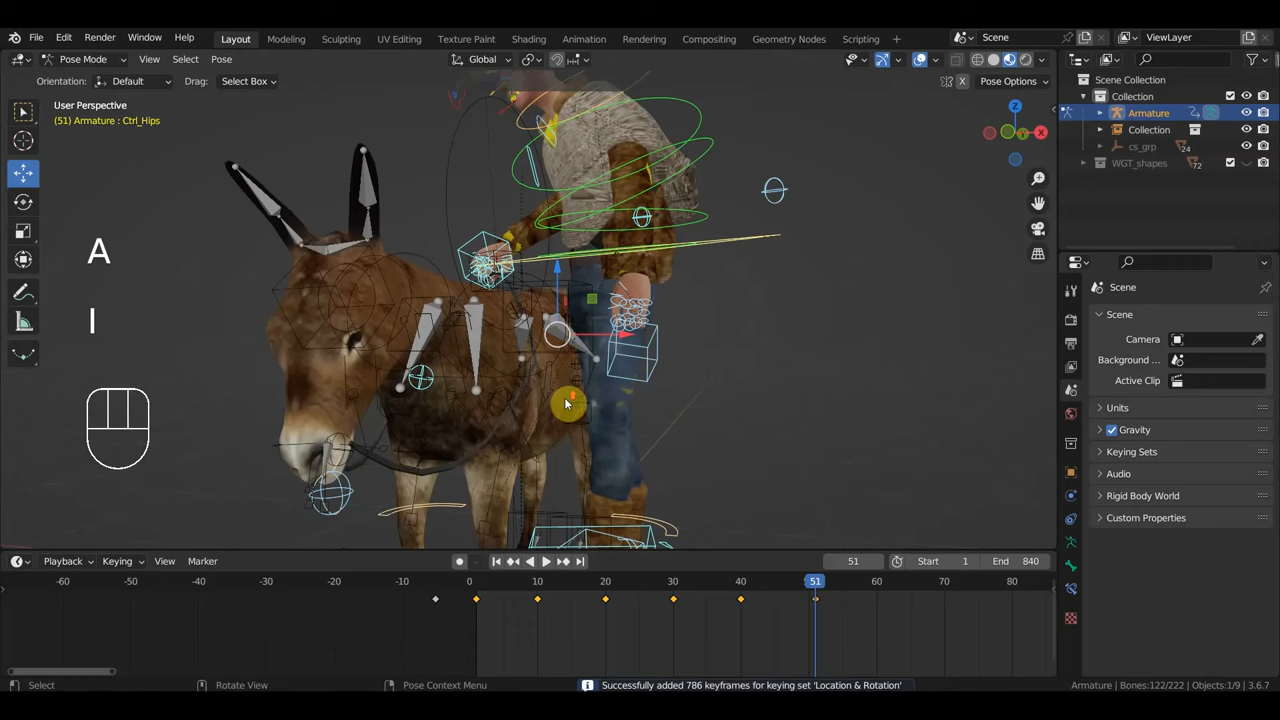 File Edit Render Window Help Layout Modeling Sculpting UV Editing Texture Paint Shading Animation Rendering Compositing Geometry Nodes Scripting + Scene ViewLayer
Pose Mode View Select Pose Global
Orientation: Default Drag: Select Box X Pose Options
User Perspective
(51) Armature : Ctrl_Hips
Z
X
Y
A
I
Scene Collection
Collection
Armature
Collection
cs_grp 24
WGT_shapes 72
Scene
Scene
Camera
Background ...
Active Clip
Units
Gravity
Keying Sets
Audio
Rigid Body World
Custom Properties
Playback Keying View Marker 51 Start 1 End 840
-60 -50 -40 -30 -20 -10 0 10 20 30 40 51 60 70 80
Select Rotate View Pose Context Menu Successfully added 786 keyframes for keying set 'Location & Rotation' Armature | Bones:122/222 | Objects:1/9 | 3.6.7